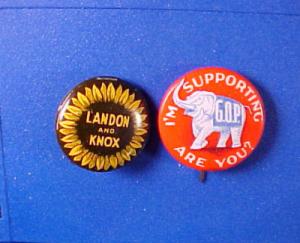 LANDON
AND
KNOX
I'M SUPPORTING
G.O.P.
ARE YOU?